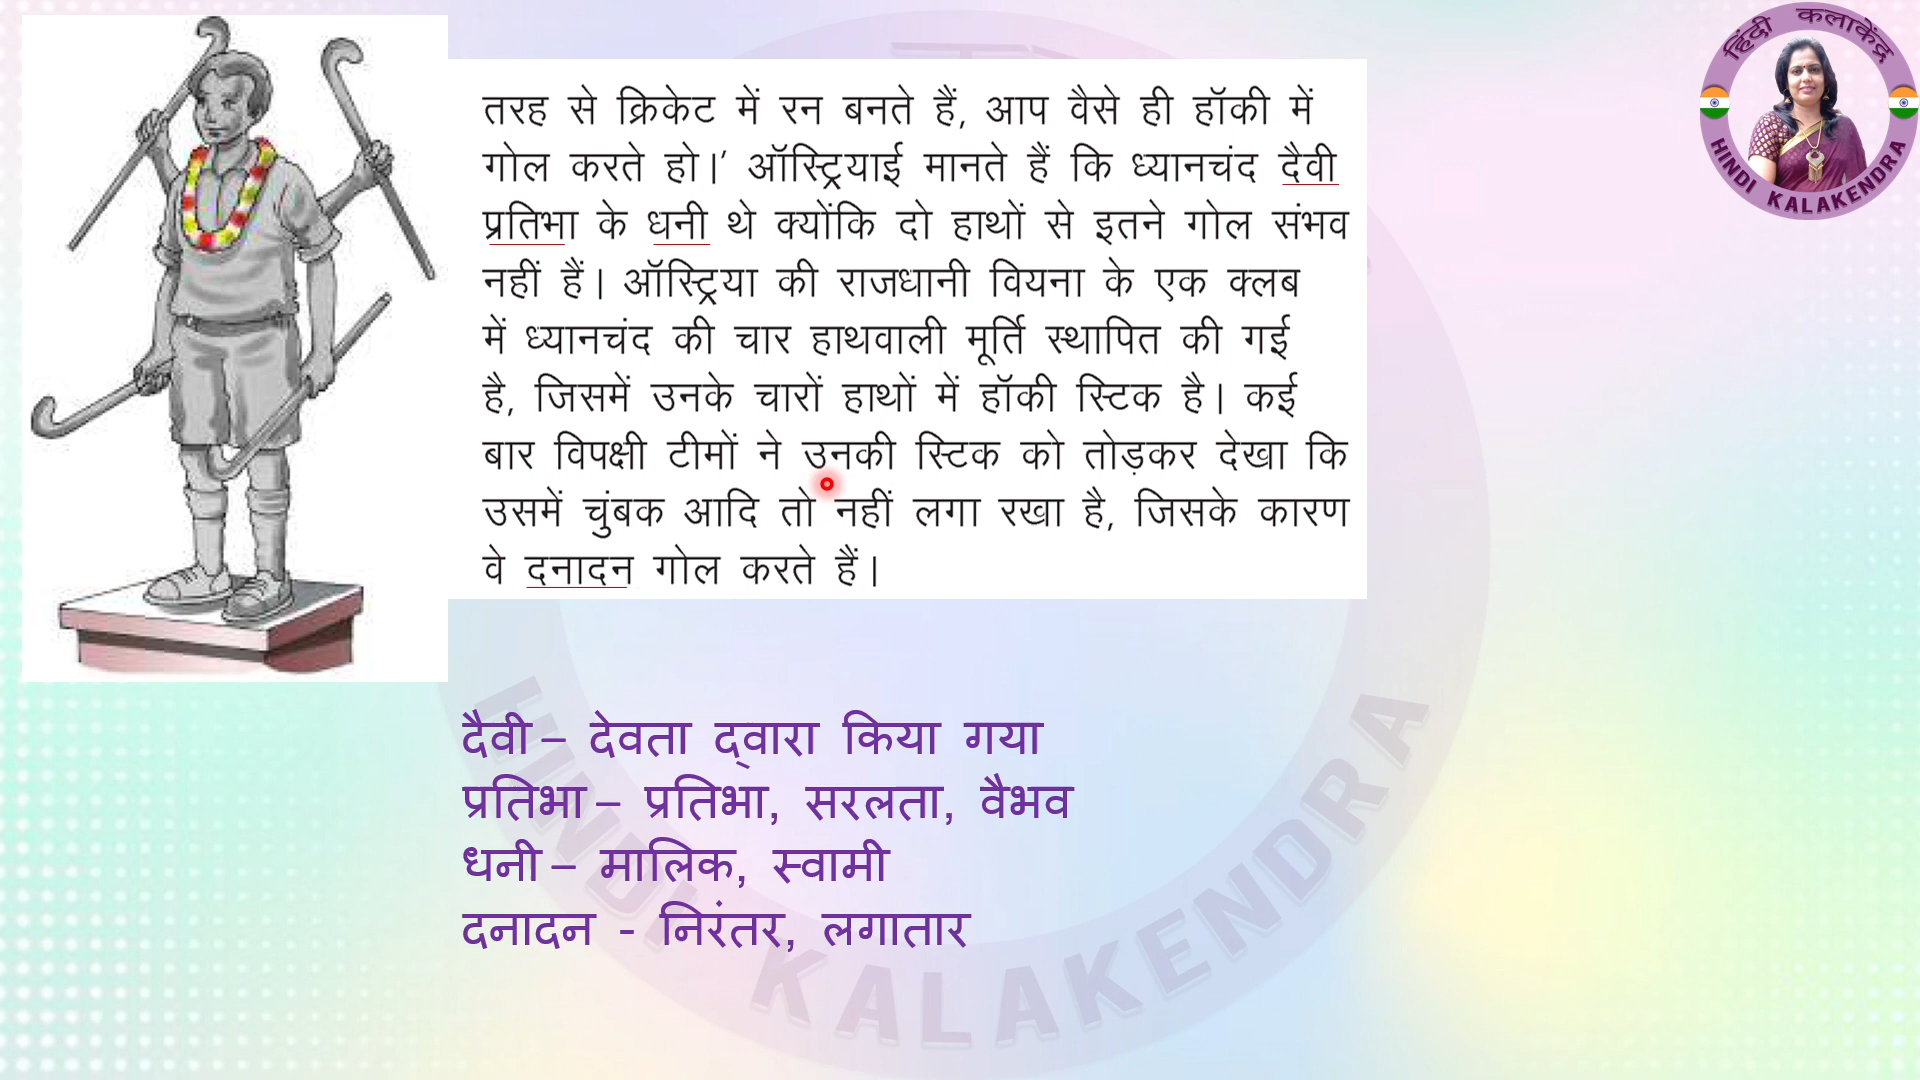 तरह से क्रिकेट में रन बनते हैं, आप वैसे ही हॉकी में
गोल करते हो।’ ऑस्ट्रियाई मानते हैं कि ध्यानचंद दैवी
प्रतिभा के धनी थे क्योंकि दो हाथों से इतने गोल संभव
नहीं हैं। ऑस्ट्रिया की राजधानी वियना के एक क्लब
में ध्यानचंद की चार हाथवाली मूर्ति स्थापित की गई
है, जिसमें उनके चारों हाथों में हॉकी स्टिक है। कई
बार विपक्षी टीमों ने उनकी स्टिक को तोड़कर देखा कि
उसमें चुंबक आदि तो नहीं लगा रखा है, जिसके कारण
वे दनादन गोल करते हैं।
दैवी – देवता द्‌वारा किया गया
प्रतिभा – प्रतिभा, सरलता, वैभव
धनी – मालिक, स्वामी
दनादन - निरंतर, लगातार
हिंदी कलाकेंद्र
HINDI KALAKENDRA
HINDI KALAKENDRA